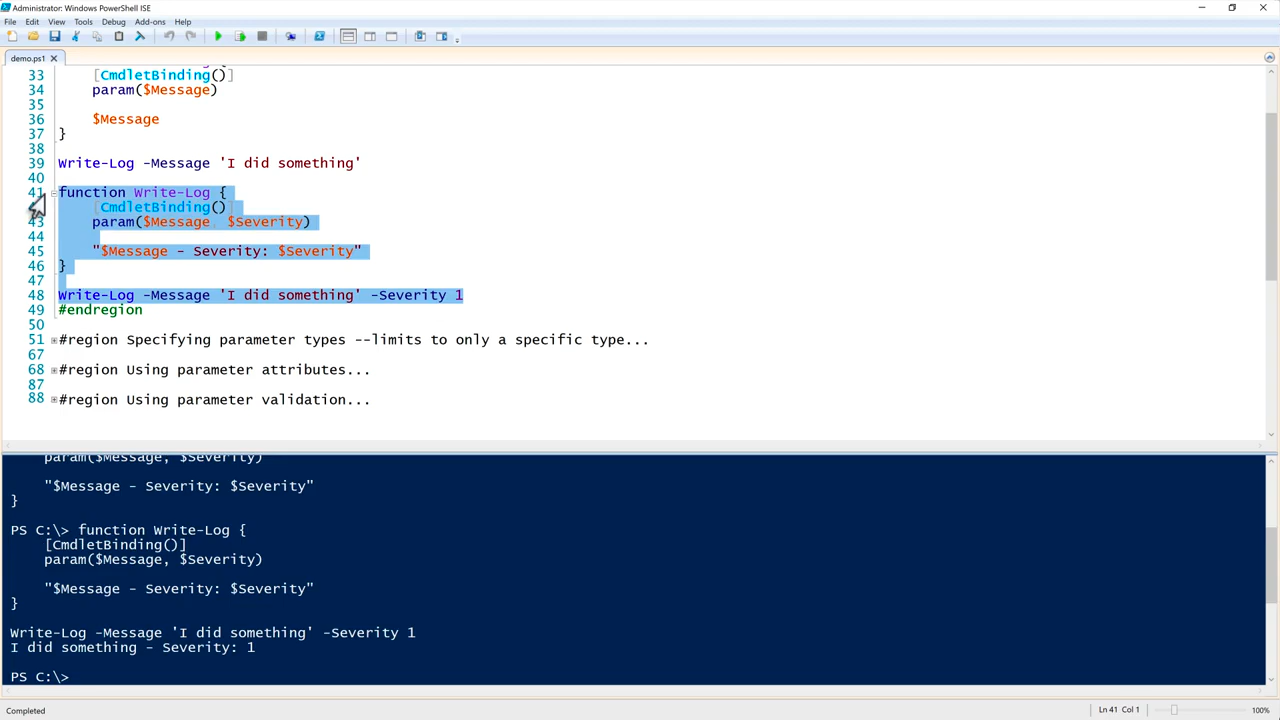 Administrator: Windows PowerShell ISE
File Edit View Tools Debug Add-ons Help
demo.ps1
33 [CmdletBinding()]
34 param($Message)
35
36 $Message
37 }
38
39 Write-Log -Message 'I did something'
40
41 function Write-Log {
[CmdletBinding()]
43 param($Message, $Severity)
44
45 "$Message - Severity: $Severity"
46 }
47
48 Write-Log -Message 'I did something' -Severity 1
49 #endregion
50
51 #region Specifying parameter types --limits to only a specific type...
67
68 #region Using parameter attributes...
87
88 #region Using parameter validation...
param($Message, $Severity)
"$Message - Severity: $Severity"
}
PS C:\> function Write-Log {
[CmdletBinding()]
param($Message, $Severity)
"$Message - Severity: $Severity"
}
Write-Log -Message 'I did something' -Severity 1
I did something - Severity: 1
PS C:\>
Completed
Ln 41 Col 1
100%